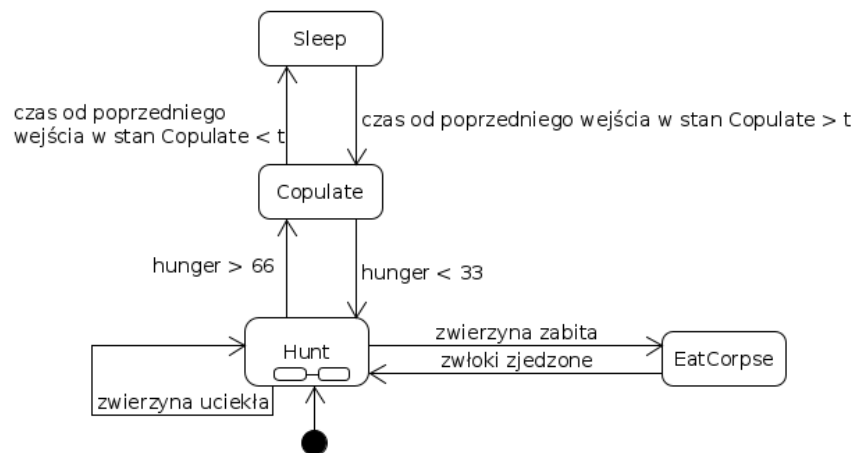 Sleep
czas od poprzedniego
wejścia w stan Copulate < t
czas od poprzedniego wejścia w stan Copulate > t
Copulate
hunger > 66
hunger < 33
Hunt
zwierzyna zabita
zwłoki zjedzone
EatCorpse
zwierzyna uciekła